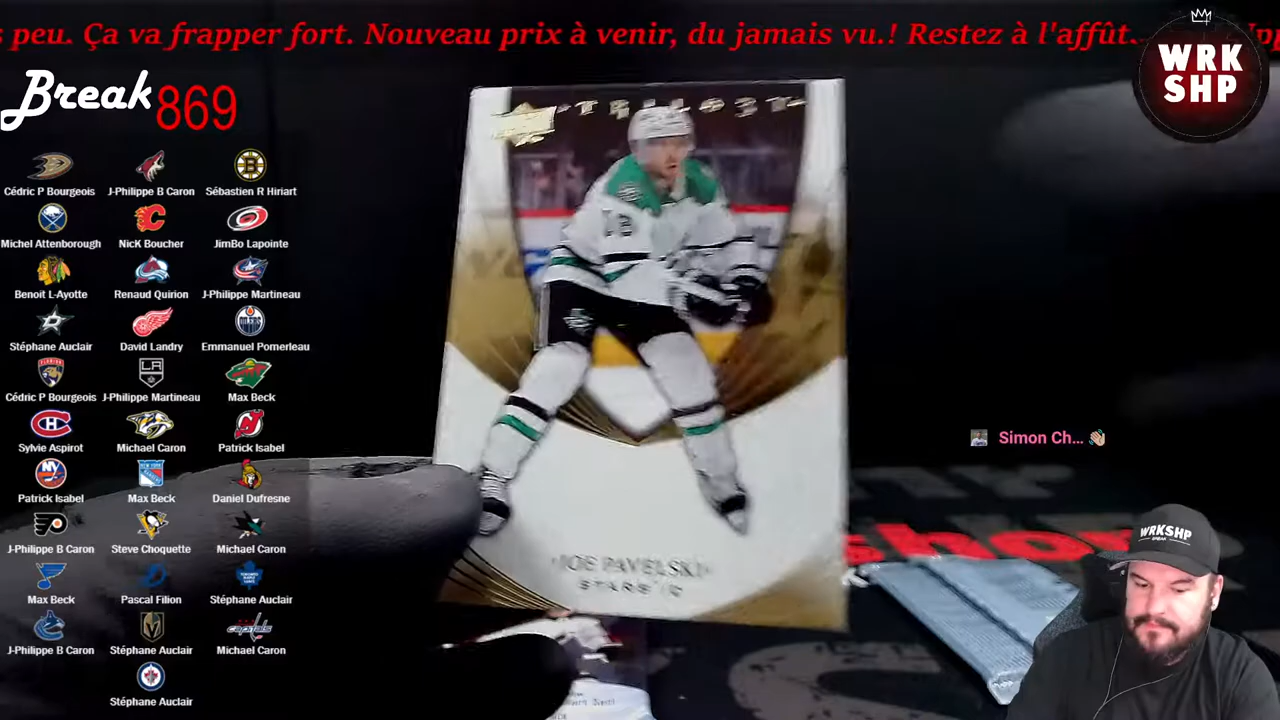 s peu. Ça va frapper fort. Nouveau prix à venir, du jamais vu.! Restez à l'affût...
WRK
SHP
Break 869
Cédric P Bourgeois J-Philippe B Caron Sébastien R Hiriart
Michel Attenborough NicK Boucher JimBo Lapointe
Benoit L-Ayotte Renaud Quirion J-Philippe Martineau
Stéphane Auclair David Landry Emmanuel Pomerleau
Cédric P Bourgeois J-Philippe Martineau Max Beck
Sylvie Aspirot Michael Caron Patrick Isabel
Patrick Isabel Max Beck Daniel Dufresne
J-Philippe B Caron Steve Choquette Michael Caron
Max Beck Pascal Filion Stéphane Auclair
J-Philippe B Caron Stéphane Auclair Michael Caron
Stéphane Auclair
TRILOGY
18
JOE PAVELSKI
STARS / C
Simon Ch...
WRKSHP